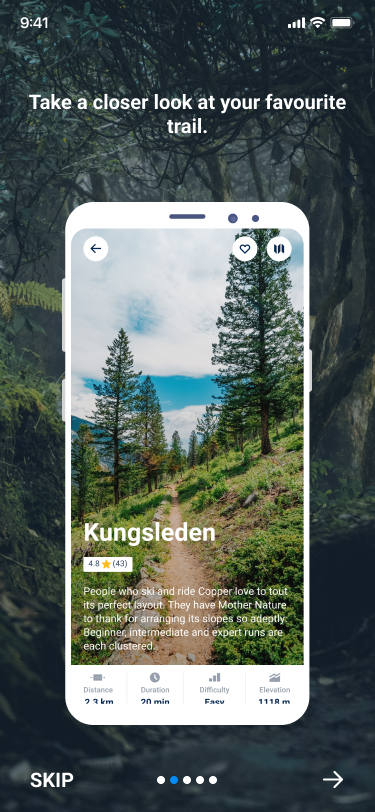 9:41
Take a closer look at your favourite
trail.
Kungsleden
4.8 (43)
People who ski and ride Copper love to tout
its perfect layout. They have Mother Nature
to thank for arranging its slopes so adeptly:
Beginner, intermediate and expert runs are
each clustered.
Distance Duration Difficulty Elevation
2.3 km 20 min Easy 1118 m
SKIP